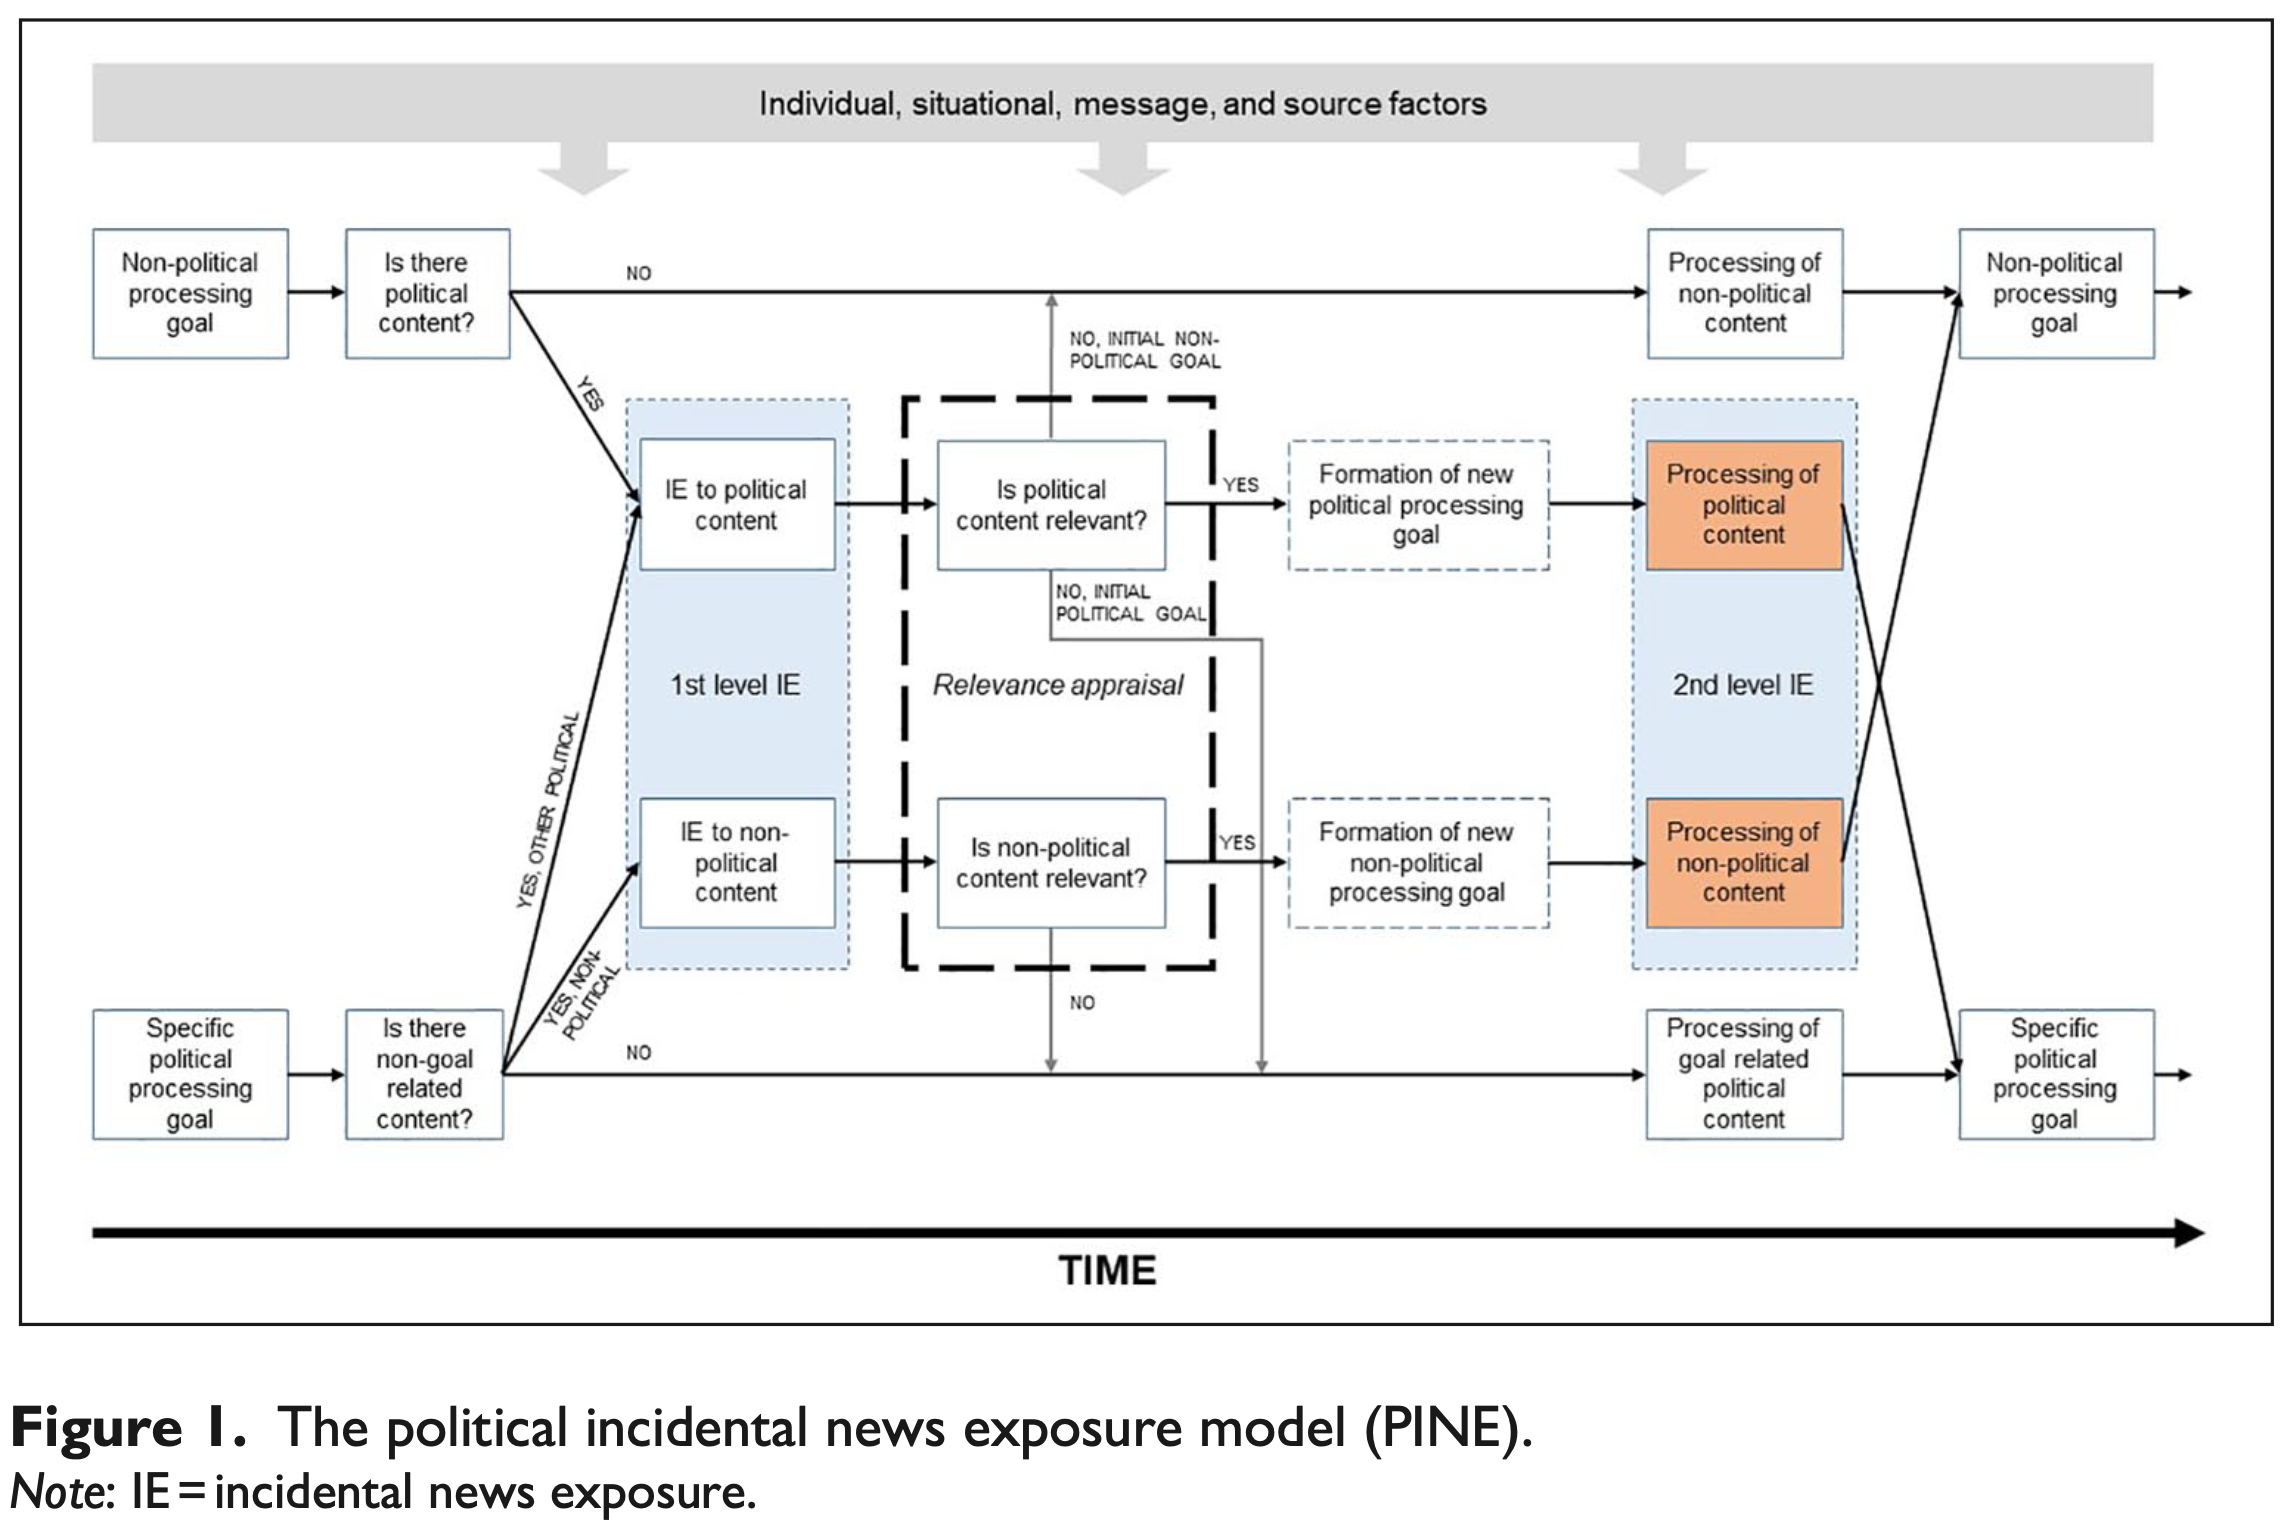 Individual, situational, message, and source factors
Non-political
processing
goal
Is there
political
content?
NO
Processing of
non-political
content
Non-political
processing
goal
YES
NO, INITIAL NON-
POLITICAL GOAL
IE to political
content
Is political
content relevant?
YES
Formation of new
political processing
goal
Processing of
political
content
NO, INITIAL
POLITICAL GOAL
1st level IE
Relevance appraisal
2nd level IE
YES, OTHER POLITICAL
IE to non-
political
content
Is non-political
content relevant?
YES
Formation of new
non-political
processing goal
Processing of
non-political
content
YES, NON-
POLITICAL
NO
Specific
political
processing
goal
Is there
non-goal
related
content?
NO
Processing of
goal related
political
content
Specific
political
processing
goal
TIME
Figure 1. The political incidental news exposure model (PINE).
Note: IE = incidental news exposure.